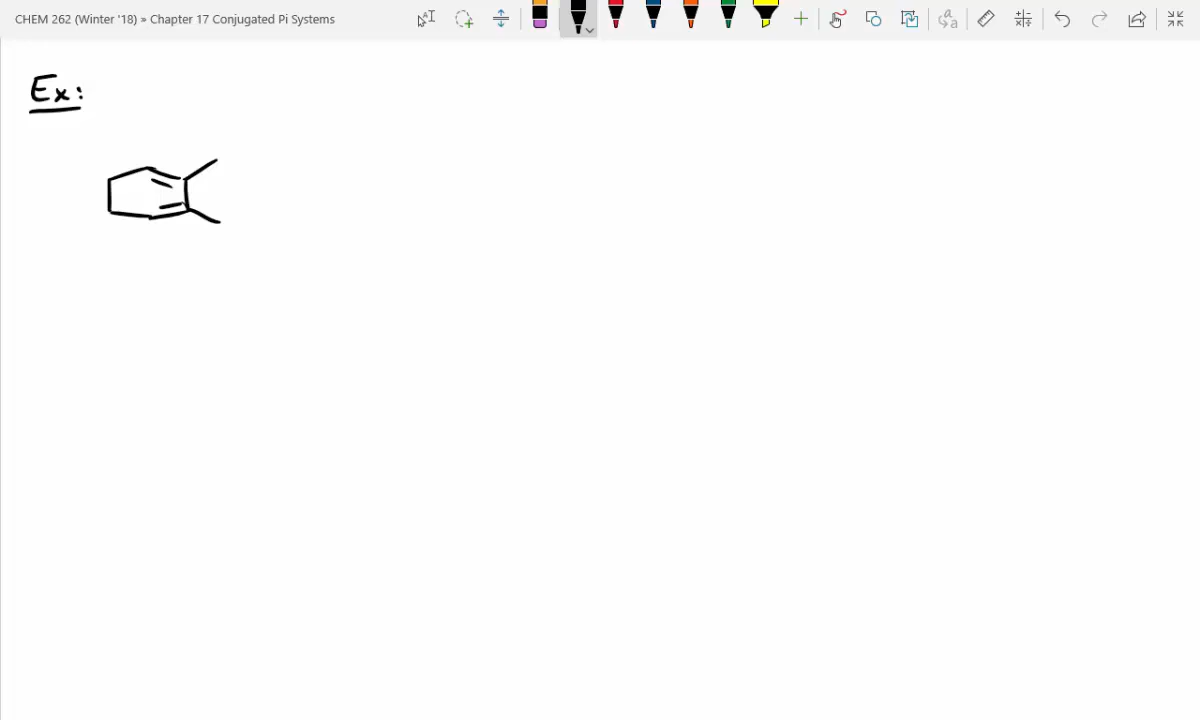 CHEM 262 (Winter '18) » Chapter 17 Conjugated Pi Systems
Ex: